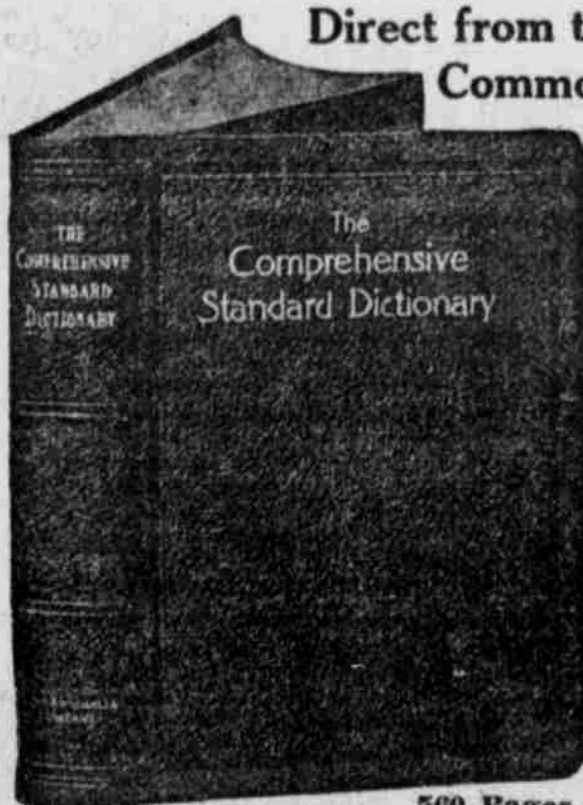 Direct from t
Commo
THE
COMPREHENSIVE
STANDARD
DICTIONARY
The
Comprehensive
Standard Dictionary
560 Pages